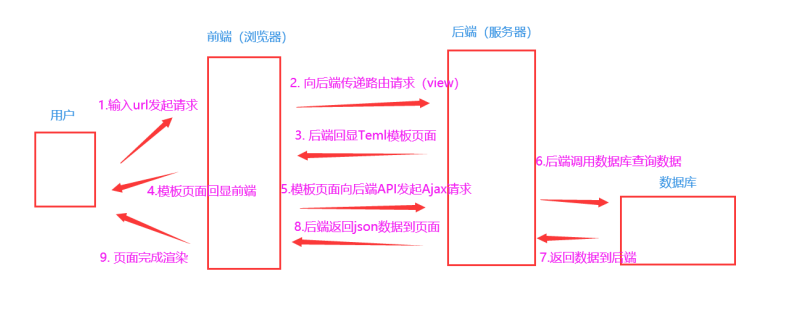 前端（浏览器）
后端（服务器）
用户
数据库
1.输入url发起请求
2. 向后端传递路由请求（view）
3. 后端回显Teml模板页面
4.模板页面回显前端
5.模板页面向后端API发起Ajax请求
6.后端调用数据库查询数据
7.返回数据到后端
8.后端返回json数据到页面
9. 页面完成渲染